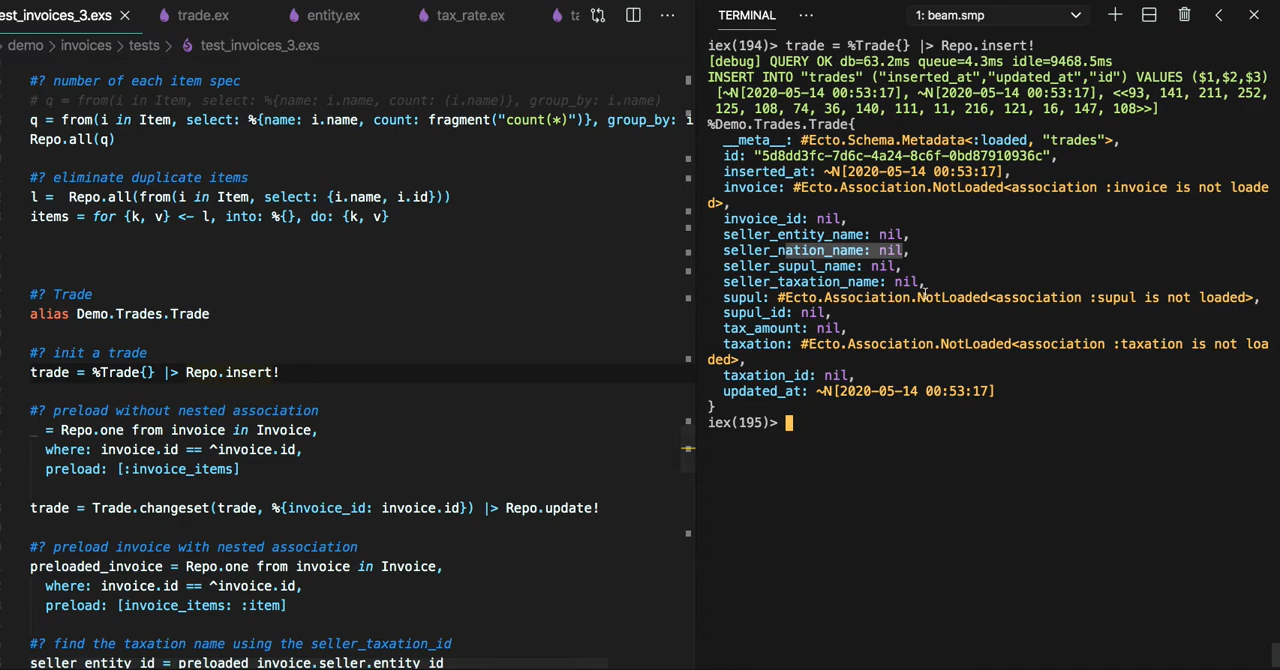 est_invoices_3.exs
trade.ex
entity.ex
tax_rate.ex
ta
demo > invoices > tests > test_invoices_3.exs
#? number of each item spec
# q = from(i in Item, select: %{name: i.name, count: (i.name)}, group_by: i.name)
q = from(i in Item, select: %{name: i.name, count: fragment("count(*)")}, group_by: i
Repo.all(q)
#? eliminate duplicate items
l =  Repo.all(from(i in Item, select: {i.name, i.id}))
items = for {k, v} <- l, into: %{}, do: {k, v}
#? Trade
alias Demo.Trades.Trade
#? init a trade
trade = %Trade{} |> Repo.insert!
#? preload without nested association
_ = Repo.one from invoice in Invoice,
where: invoice.id == ^invoice.id,
preload: [:invoice_items]
trade = Trade.changeset(trade, %{invoice_id: invoice.id}) |> Repo.update!
#? preload invoice with nested association
preloaded_invoice = Repo.one from invoice in Invoice,
where: invoice.id == ^invoice.id,
preload: [invoice_items: :item]
#? find the taxation name using the seller_taxation_id
seller_entity_id = preloaded_invoice.seller.entity_id
TERMINAL
1: beam.smp
iex(194)> trade = %Trade{} |> Repo.insert!
[debug] QUERY OK db=63.2ms queue=4.3ms idle=9468.5ms
INSERT INTO "trades" ("inserted_at","updated_at","id") VALUES ($1,$2,$3)
[~N[2020-05-14 00:53:17], ~N[2020-05-14 00:53:17], <<93, 141, 211, 252,
125, 108, 74, 36, 140, 111, 11, 216, 121, 16, 147, 108>>]
%Demo.Trades.Trade{
__meta__: #Ecto.Schema.Metadata<:loaded, "trades">,
id: "5d8dd3fc-7d6c-4a24-8c6f-0bd87910936c",
inserted_at: ~N[2020-05-14 00:53:17],
invoice: #Ecto.Association.NotLoaded<association :invoice is not loade
d>,
invoice_id: nil,
seller_entity_name: nil,
seller_nation_name: nil,
seller_supul_name: nil,
seller_taxation_name: nil,
supul: #Ecto.Association.NotLoaded<association :supul is not loaded>,
supul_id: nil,
tax_amount: nil,
taxation: #Ecto.Association.NotLoaded<association :taxation is not loa
ded>,
taxation_id: nil,
updated_at: ~N[2020-05-14 00:53:17]
}
iex(195)>